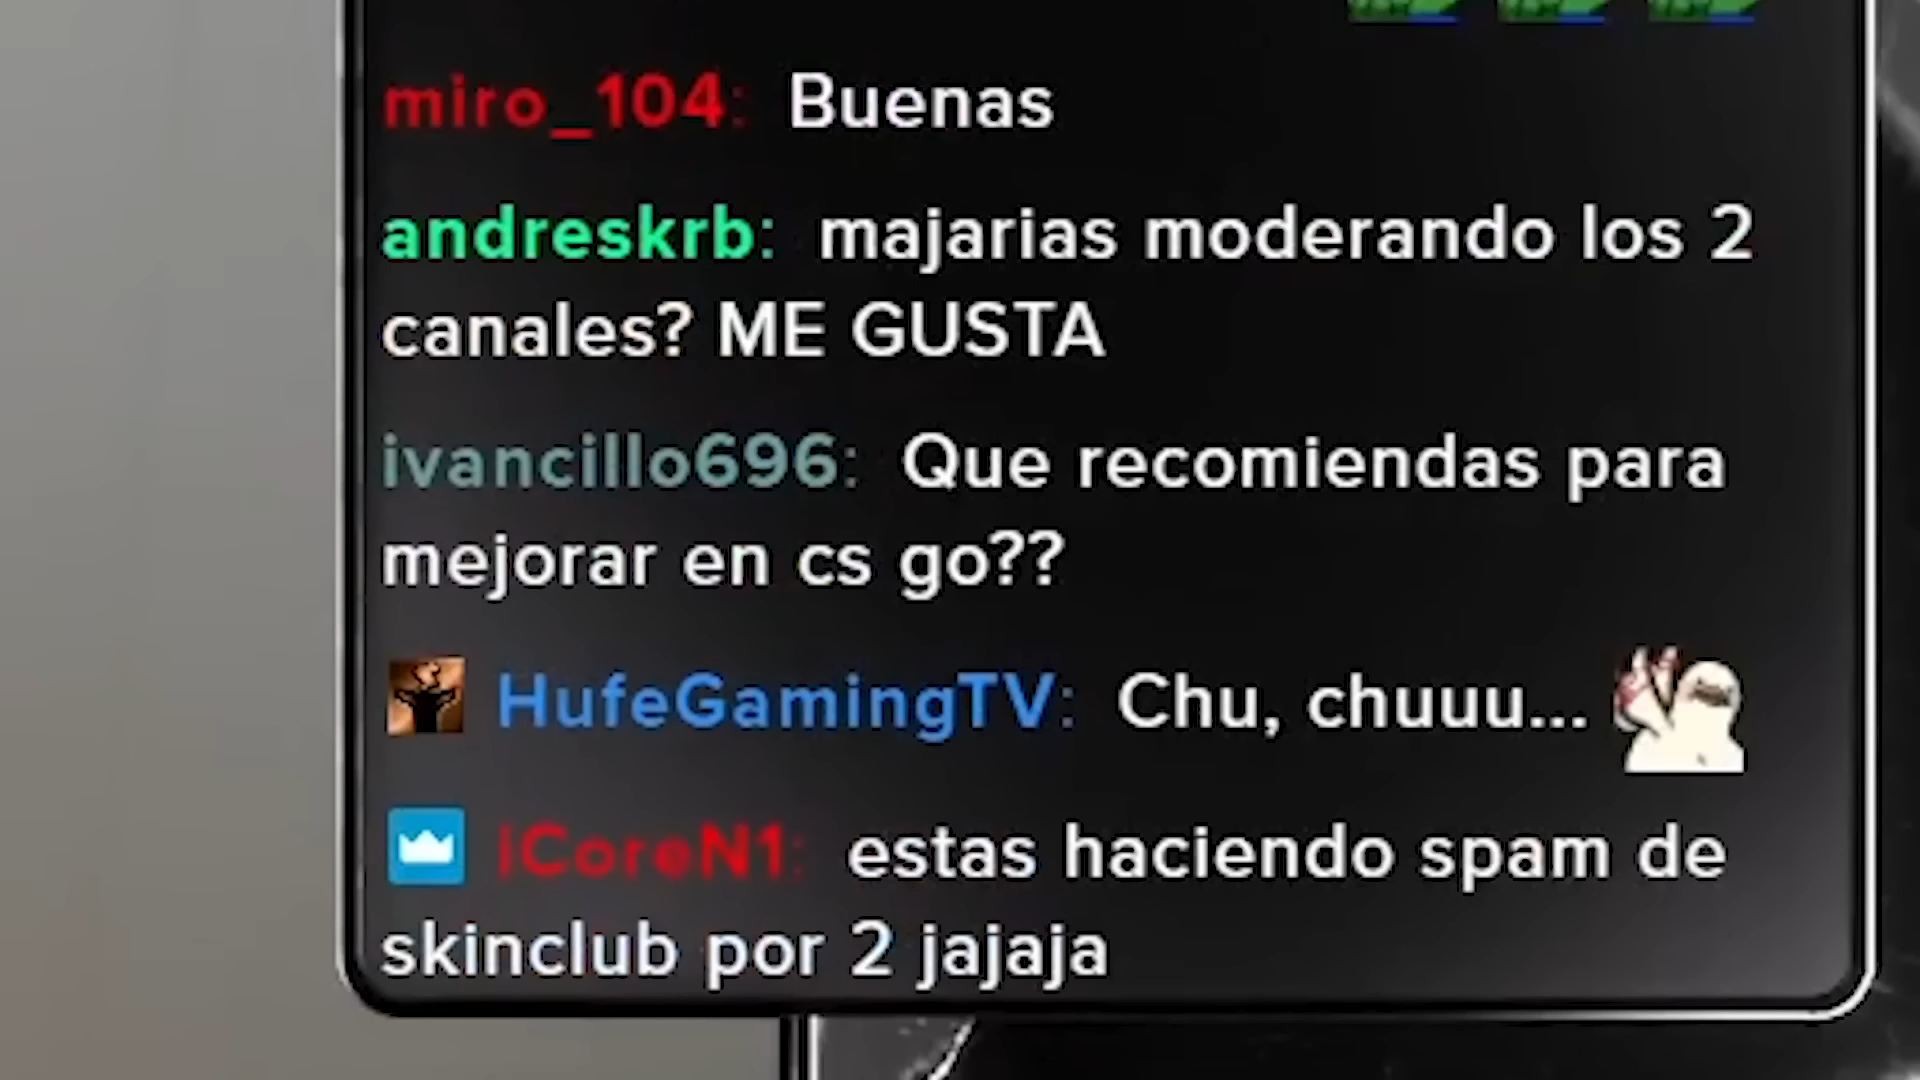 miro_104: Buenas
andreskrb: majarias moderando los 2
canales? ME GUSTA
ivancillo696: Que recomiendas para
mejorar en cs go??
HufeGamingTV: Chu, chuuu...
lCoreN1: estas haciendo spam de
skinclub por 2 jajaja